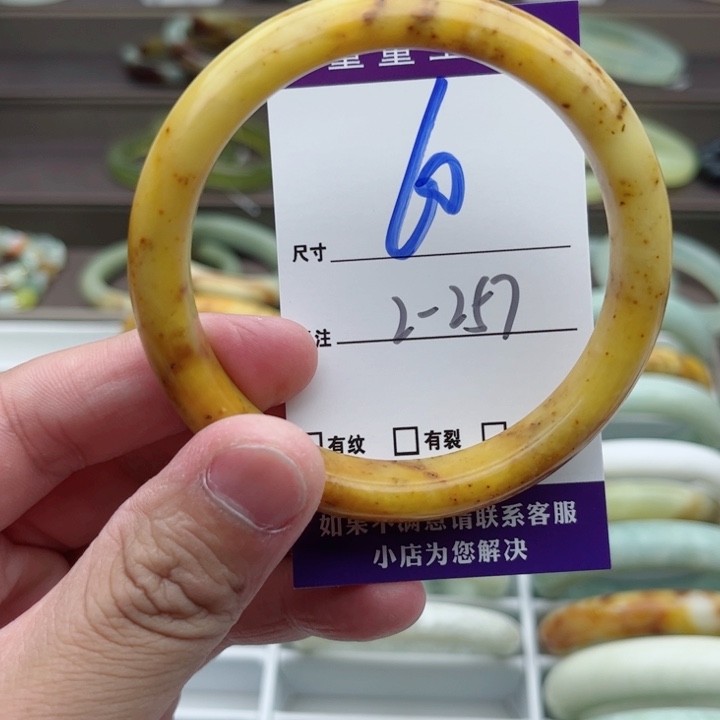 6
尺寸
注 2-257
有纹 有裂
如果不满意请联系客服
小店为您解决